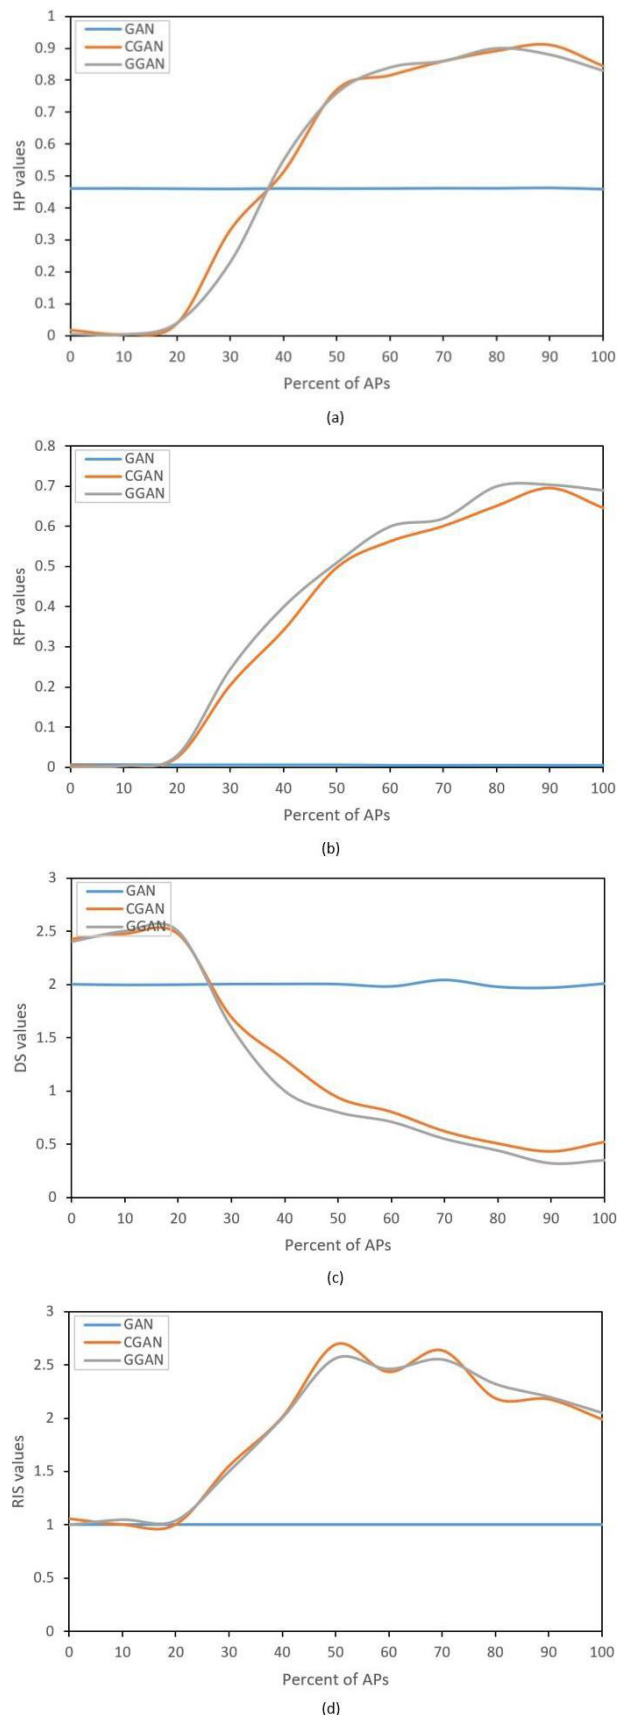 1
0.9
0.8
0.7
0.6
0.5
0.4
0.3
0.2
0.1
0
HP values
GAN
CGAN
GGAN
0 10 20 30 40 50 60 70 80 90 100
Percent of APs
(a)
0.8
0.7
0.6
0.5
0.4
0.3
0.2
0.1
0
RFP values
GAN
CGAN
GGAN
0 10 20 30 40 50 60 70 80 90 100
Percent of APs
(b)
3
2.5
2
1.5
1
0.5
0
DS values
GAN
CGAN
GGAN
0 10 20 30 40 50 60 70 80 90 100
Percent of APs
(c)
3
2.5
2
1.5
1
0.5
0
RIS values
GAN
CGAN
GGAN
0 10 20 30 40 50 60 70 80 90 100
Percent of APs
(d)